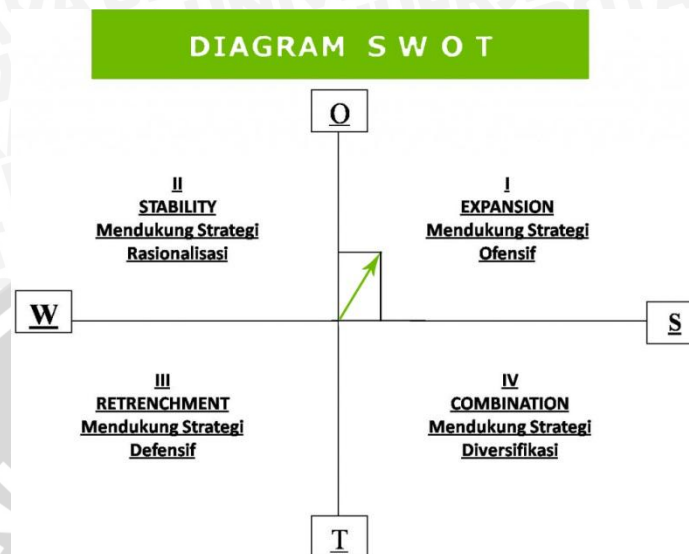 DIAGRAM S W O T
O
II
STABILITY
Mendukung Strategi
Rasionalisasi
I
EXPANSION
Mendukung Strategi
Ofensif
W
S
III
RETRENCHMENT
Mendukung Strategi
Defensif
IV
COMBINATION
Mendukung Strategi
Diversifikasi
T